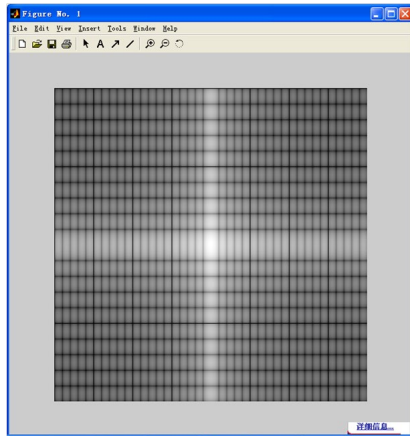 Figure No. 1
File Edit View Insert Tools Window Help
A
详细信息...